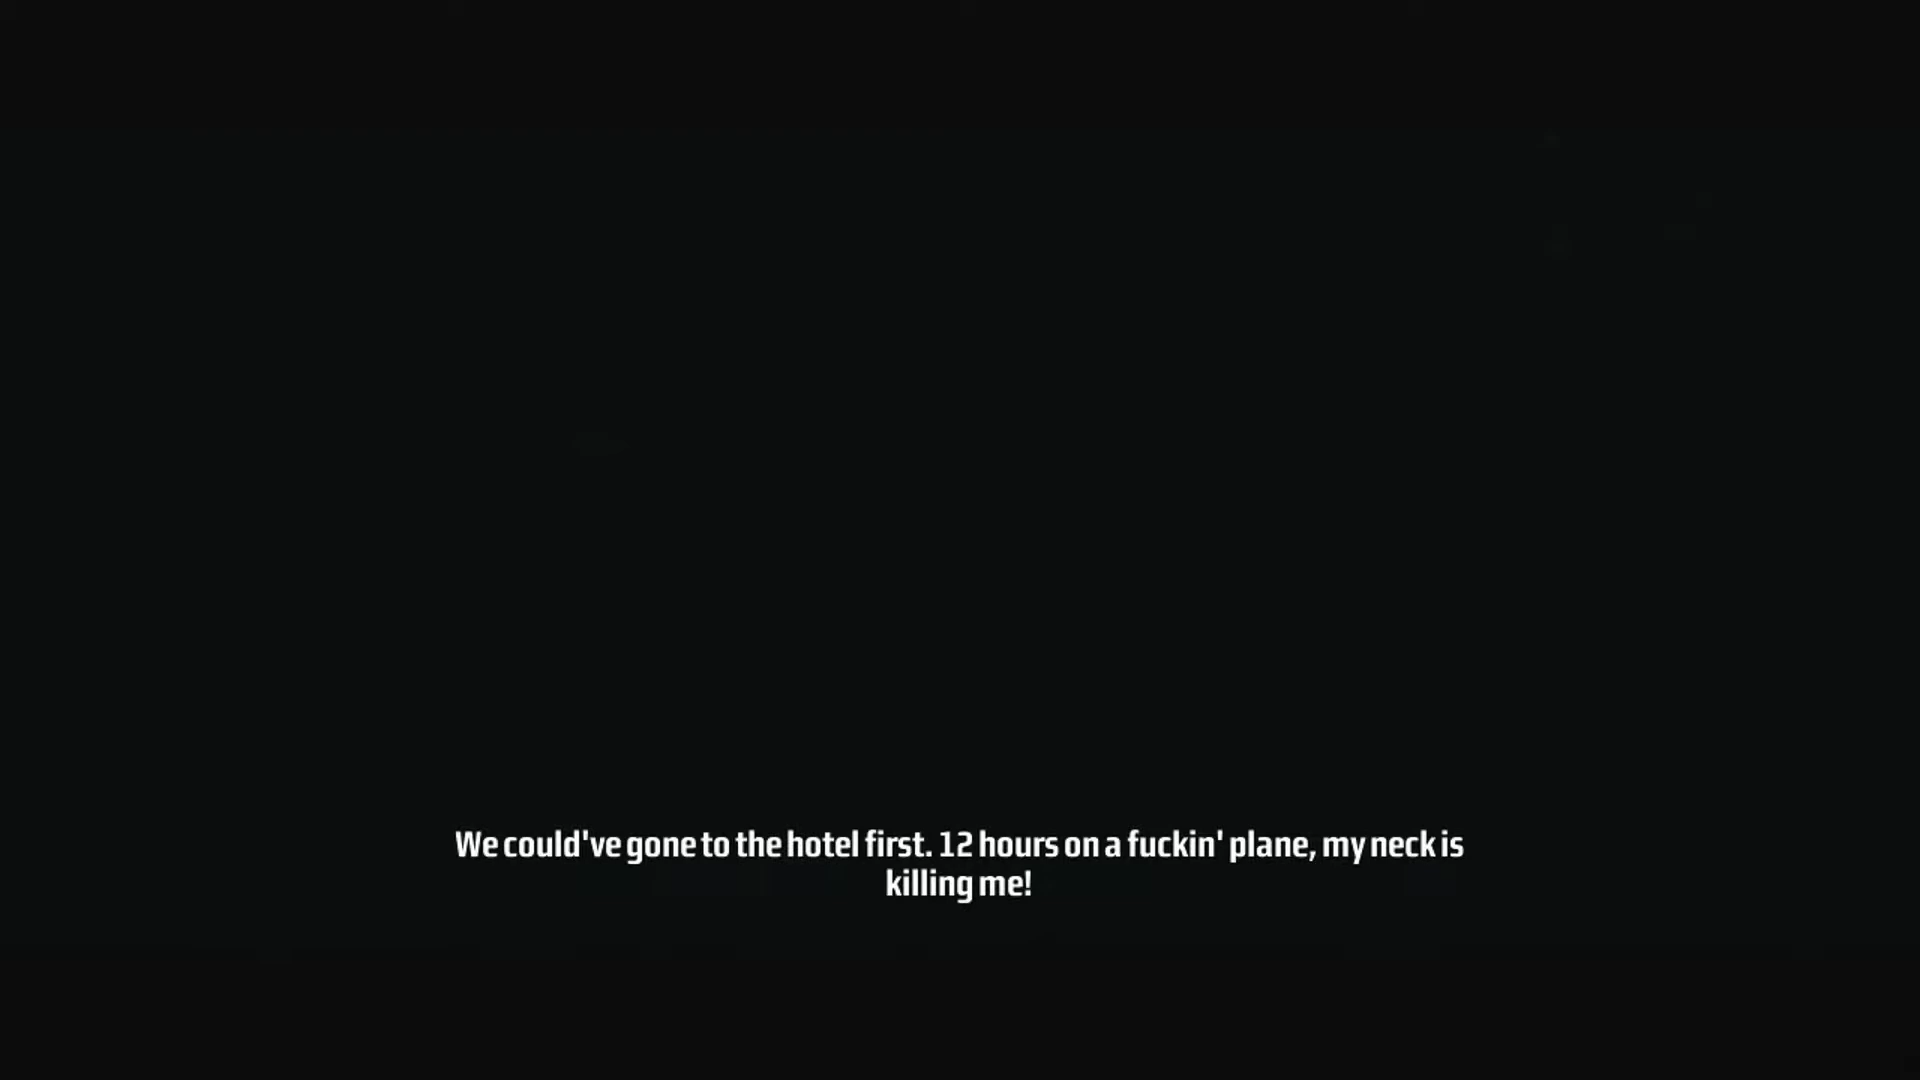 We could've gone to the hotel first. 12 hours on a fuckin' plane, my neck is
killing me!